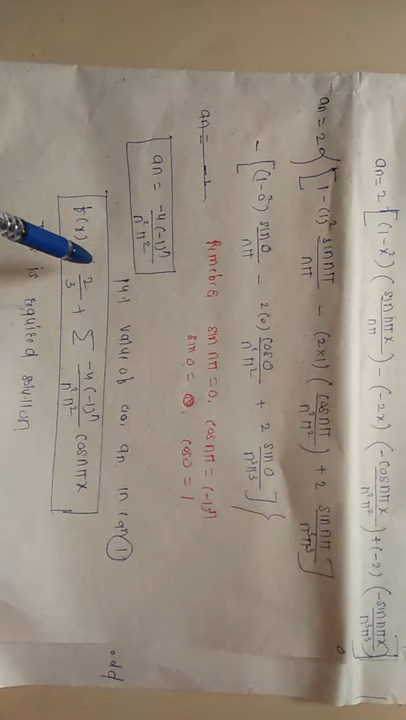 an = 2 [ (1-x²) ( sin nπx / nπ ) - (-2x) ( -cos nπx / n²π² ) + (-2) ( -sin nπx / n³π³ ) ]
an = 2 { [ 1-(1)² sin nπ / nπ - (2x1) ( cos nπ / n²π² ) + 2 sin nπ / n³π³ ]
- [ (1-0²) sin 0 / nπ - 2(0) cos 0 / n²π² + 2 sin 0 / n³π³ ] }
an =
sin nπ = 0, cos nπ = (-1)ⁿ
sin 0 = 0, cos 0 = 1
an = -4(-1)ⁿ / n²π²
put value of ao, an in eqn ①
f(x) 2/3 + Σ -4(-1)ⁿ / n²π² cos nπx
is required solution